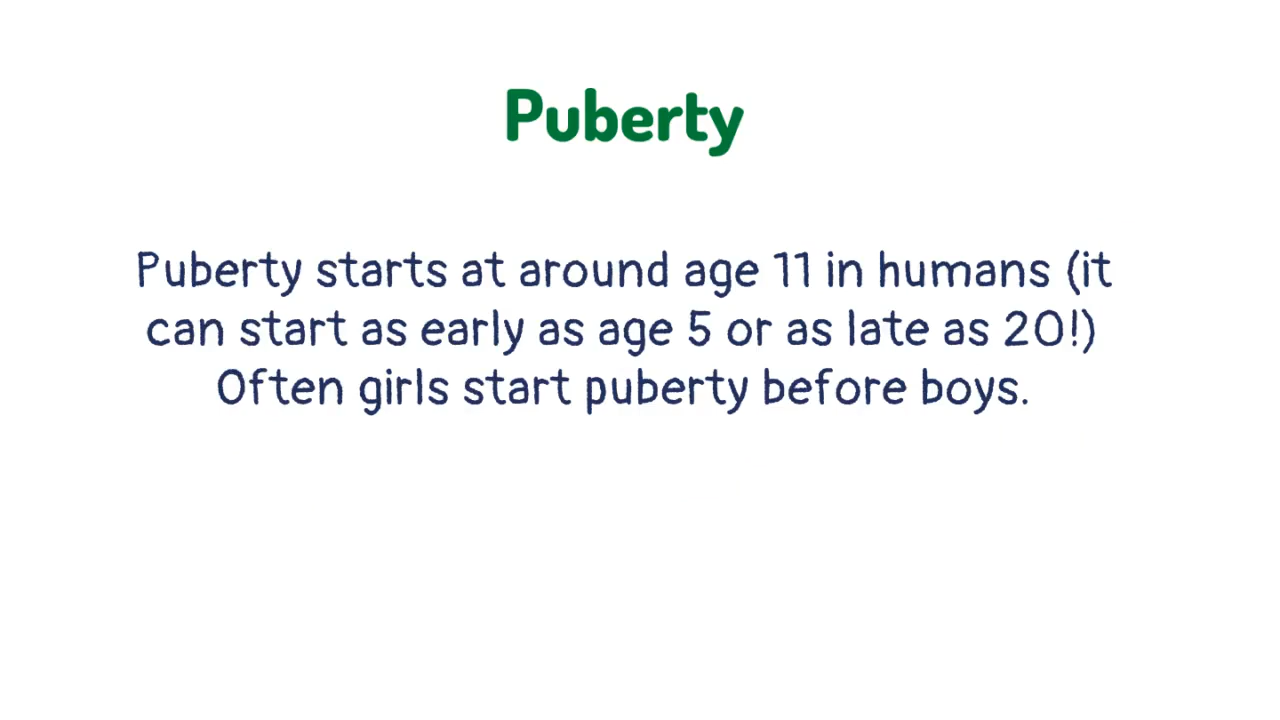 Puberty
Puberty starts at around age 11 in humans (it
can start as early as age 5 or as late as 20!)
Often girls start puberty before boys.